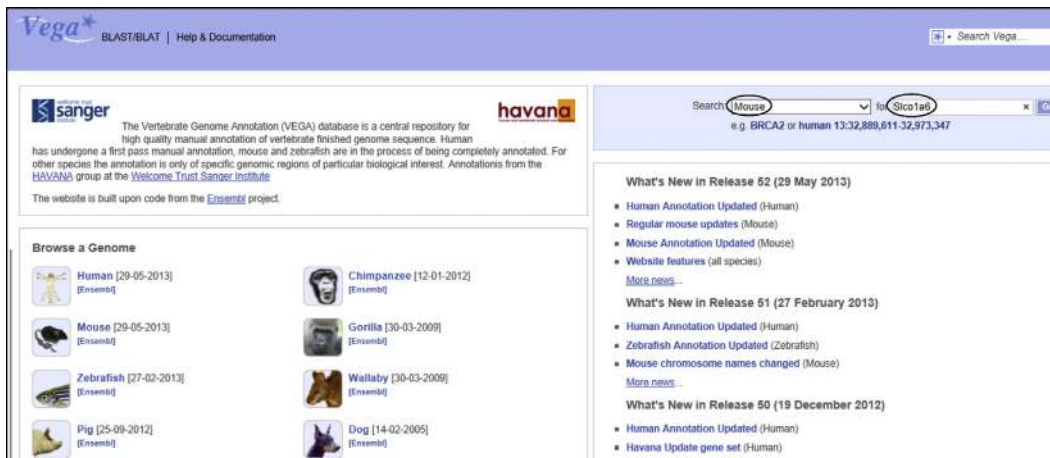 Vega*
BLAST/BLAT | Help & Documentation
Search Vega...
wellcome trust
sanger
institute
havana
The Vertebrate Genome Annotation (VEGA) database is a central repository for
high quality manual annotation of vertebrate finished genome sequence. Human
has undergone a first pass manual annotation, mouse and zebrafish are in the process of being completely annotated. For
other species the annotation is only of specific genomic regions of particular biological interest. Annotationis from the
HAVANA group at the Welcome Trust Sanger Institute
The website is built upon code from the Ensembl project.
Browse a Genome
Human [29-05-2013]
[Ensembl]
Chimpanzee [12-01-2012]
[Ensembl]
Mouse [29-05-2013]
[Ensembl]
Gorilla [30-03-2009]
[Ensembl]
Zebrafish [27-02-2013]
[Ensembl]
Wallaby [30-03-2009]
[Ensembl]
Pig [25-09-2012]
[Ensembl]
Dog [14-02-2005]
[Ensembl]
Search: Mouse for Slco1a6 x G
e.g. BRCA2 or human 13:32,889,611-32,973,347
What's New in Release 52 (29 May 2013)
• Human Annotation Updated (Human)
• Regular mouse updates (Mouse)
• Mouse Annotation Updated (Mouse)
• Website features (all species)
More news...
What's New in Release 51 (27 February 2013)
• Human Annotation Updated (Human)
• Zebrafish Annotation Updated (Zebrafish)
• Mouse chromosome names changed (Mouse)
More news...
What's New in Release 50 (19 December 2012)
• Human Annotation Updated (Human)
• Havana Update gene set (Human)